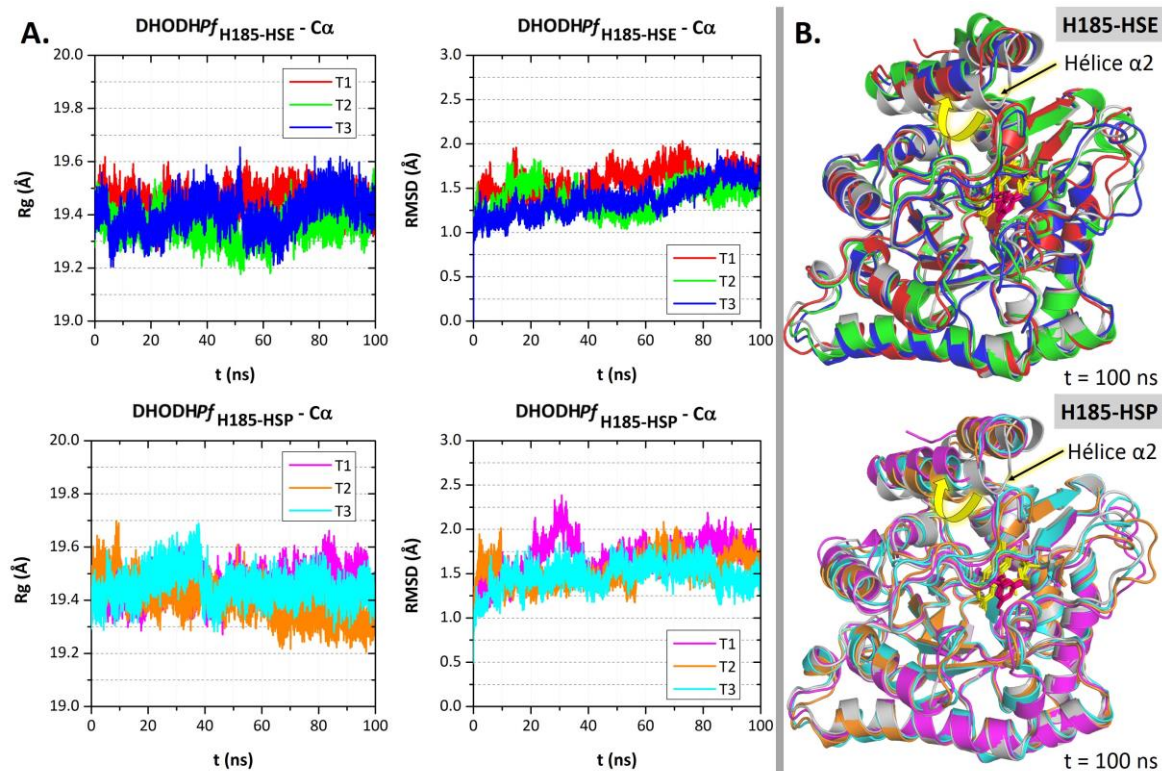 A.
DHODHPf H185-HSE - Cα
Rg (Å)
20.0
19.8
19.6
19.4
19.2
19.0
T1
T2
T3
0 20 40 60 80 100
t (ns)
DHODHPf H185-HSE - Cα
RMSD (Å)
3.0
2.5
2.0
1.5
1.0
0.5
0.0
T1
T2
T3
0 20 40 60 80 100
t (ns)
DHODHPf H185-HSP - Cα
Rg (Å)
20.0
19.8
19.6
19.4
19.2
19.0
T1
T2
T3
0 20 40 60 80 100
t (ns)
DHODHPf H185-HSP - Cα
RMSD (Å)
3.0
2.5
2.0
1.5
1.0
0.5
0.0
T1
T2
T3
0 20 40 60 80 100
t (ns)
B.
H185-HSE
Hélice α2
t = 100 ns
H185-HSP
Hélice α2
t = 100 ns